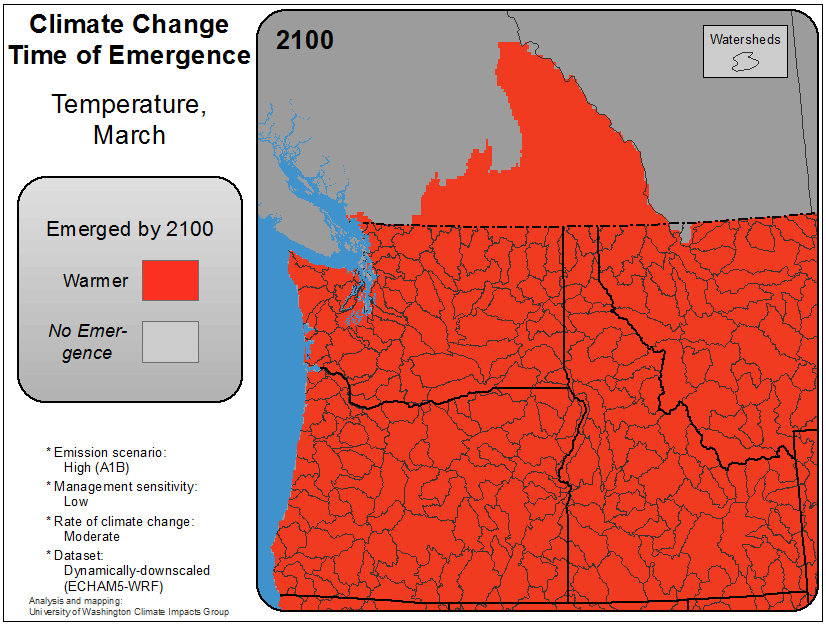 Climate Change
Time of Emergence
Temperature,
March
Emerged by 2100
Warmer
No Emer-
gence
* Emission scenario:
High (A1B)
* Management sensitivity:
Low
* Rate of climate change:
Moderate
* Dataset:
Dynamically-downscaled
(ECHAM5-WRF)
Analysis and mapping:
University of Washington Climate Impacts Group
2100
Watersheds